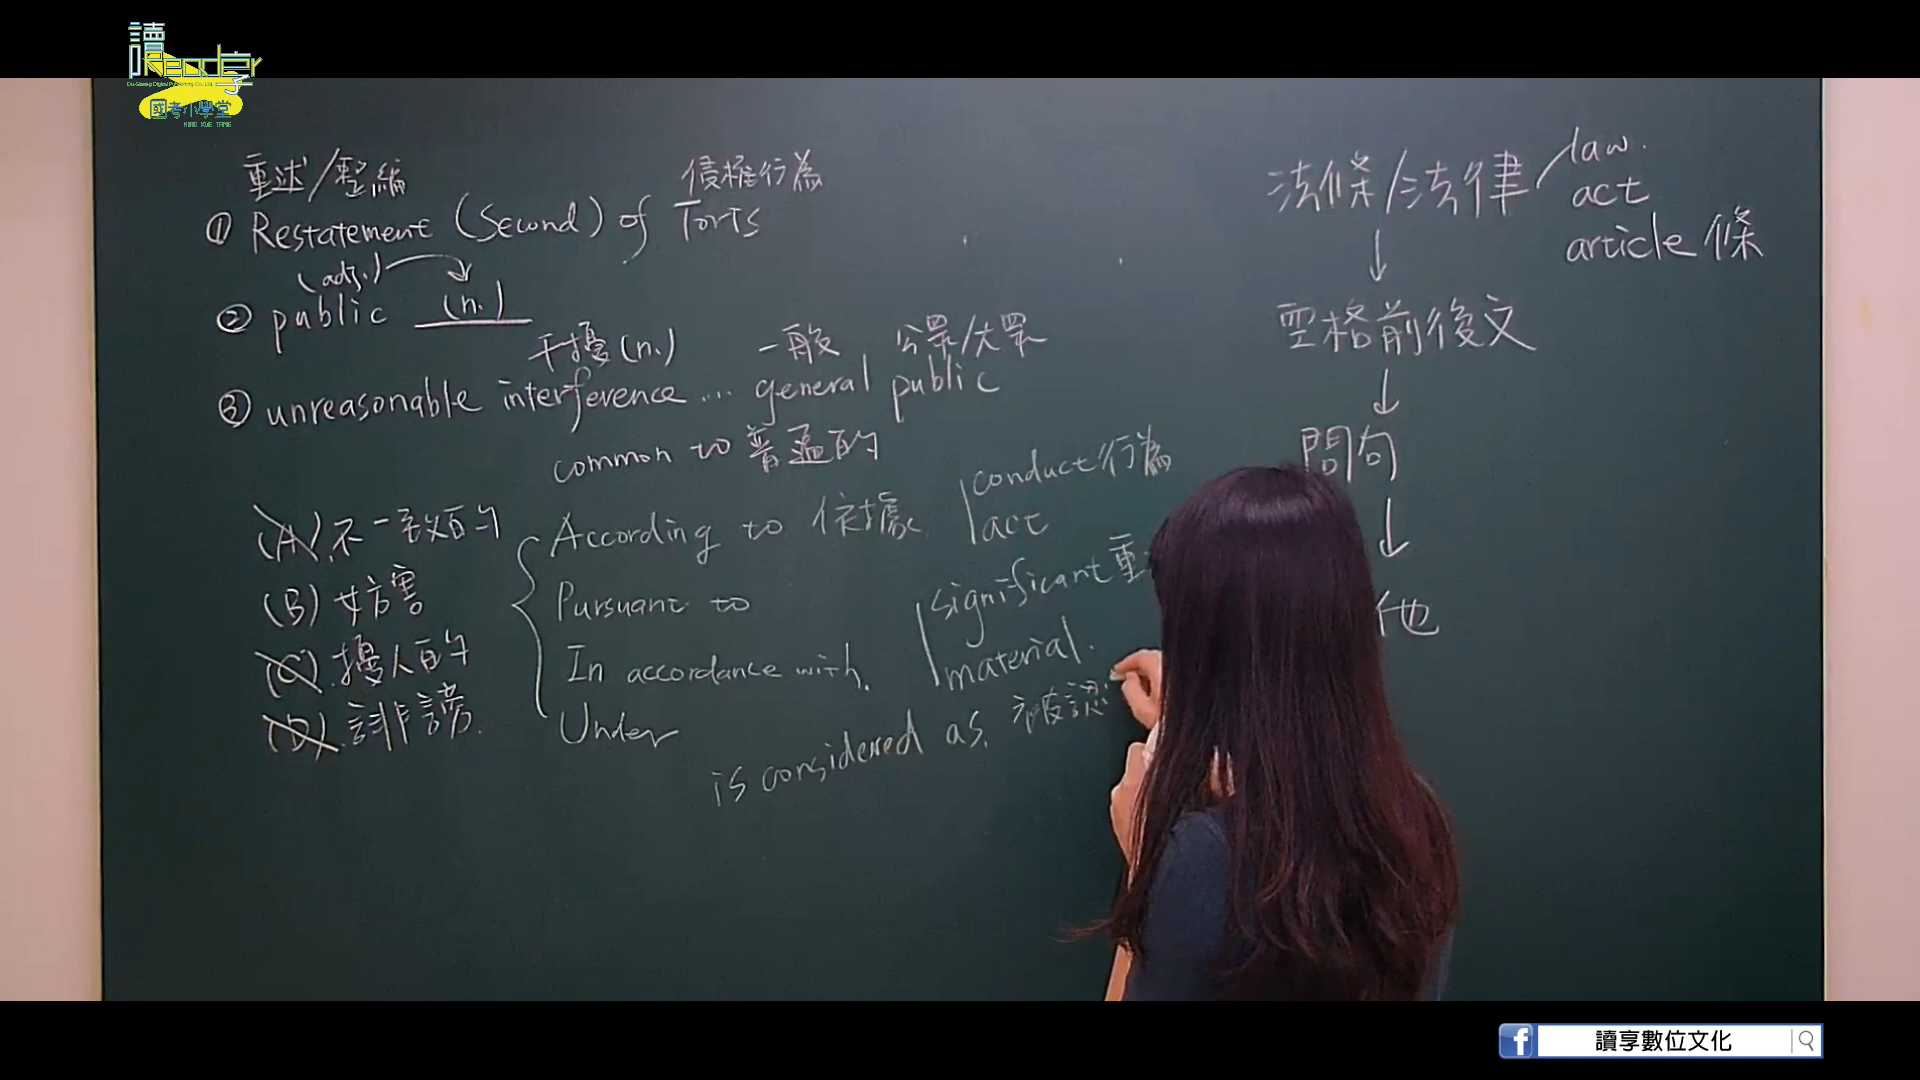 讀享
Reader
國考小學堂
重述/整編
侵權行為
① Restatement (Second) of Torts
(adj.)
② public (n.)
干擾(n.) 一般 公眾/大眾
③ unreasonable interference ... general public
common to 普遍的
(A). 不一致的
(B) 妨害
(C). 擾人的
(D). 誹謗.
According to 依據
Pursuant to
In accordance with.
Under
conduct 行為
act
significant 重
material.
is considered as. 被認
法條/法律
law.
act
article 條
空格前後文
問句
他
讀享數位文化